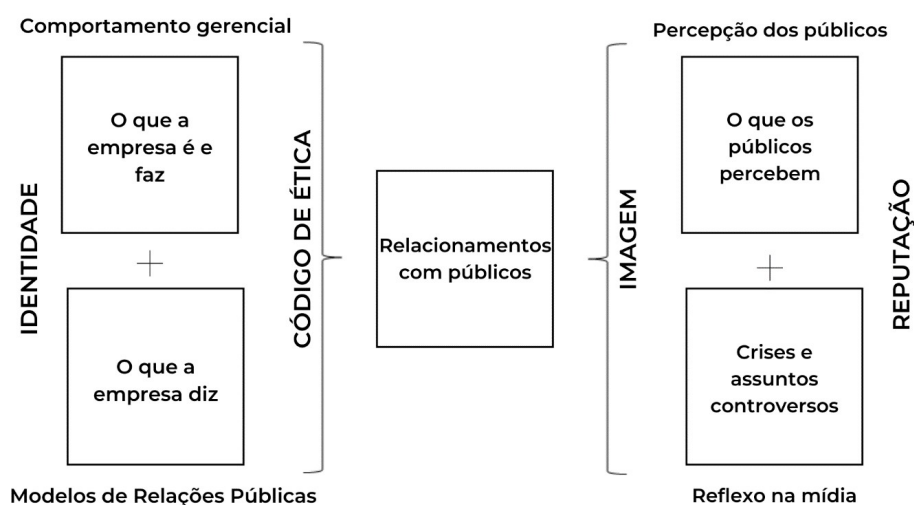 Comportamento gerencial
O que a
empresa é e
faz
IDENTIDADE
O que a
empresa diz
Modelos de Relações Públicas
CÓDIGO DE ÉTICA
Relacionamentos
com públicos
IMAGEM
Percepção dos públicos
O que os
públicos
percebem
REPUTAÇÃO
Crises e
assuntos
controversos
Reflexo na mídia